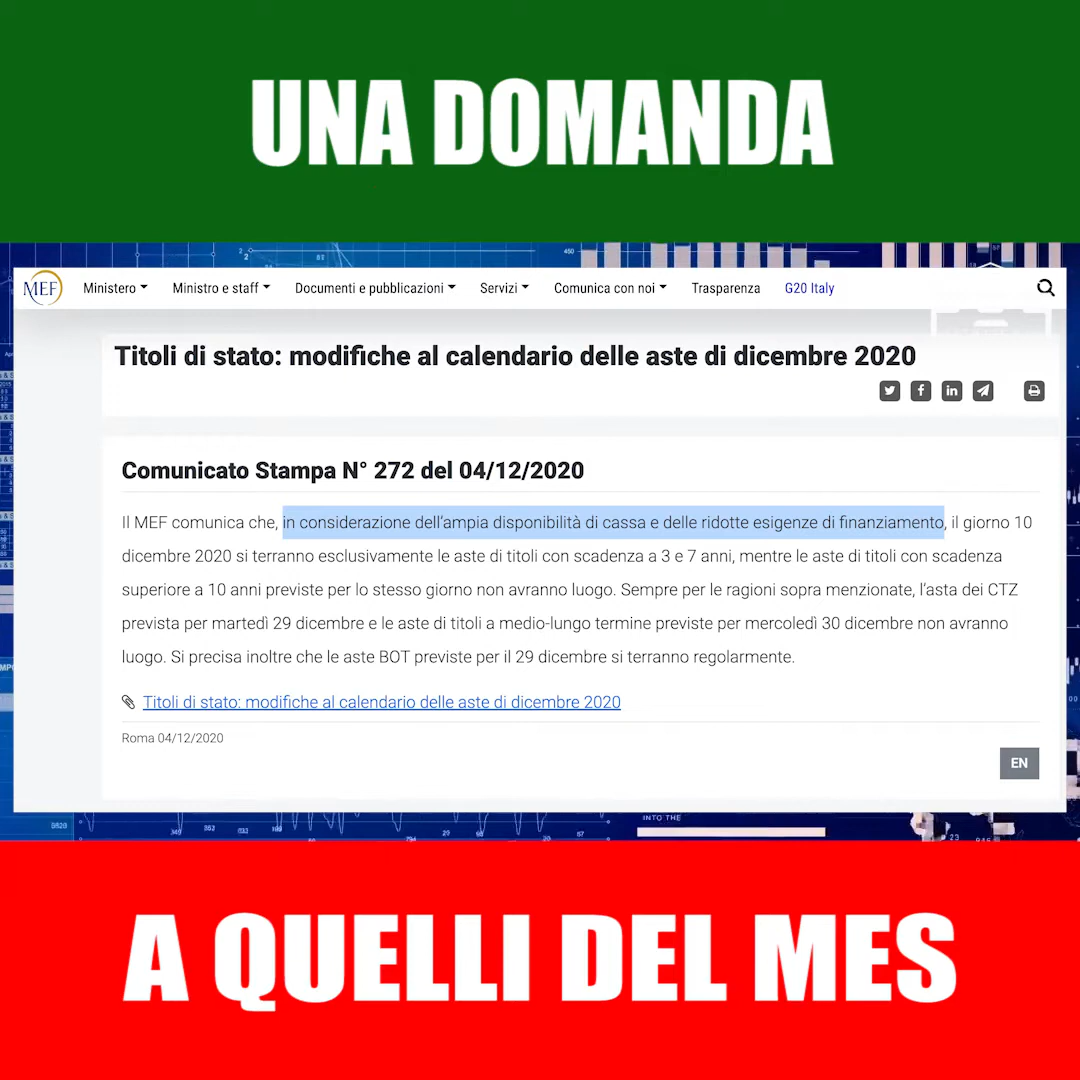 UNA DOMANDA
MEF
Ministero
Ministro e staff
Documenti e pubblicazioni
Servizi
Comunica con noi
Trasparenza
G20 Italy
Titoli di stato: modifiche al calendario delle aste di dicembre 2020
Comunicato Stampa N° 272 del 04/12/2020
Il MEF comunica che, in considerazione dell'ampia disponibilità di cassa e delle ridotte esigenze di finanziamento, il giorno 10
dicembre 2020 si terranno esclusivamente le aste di titoli con scadenza a 3 e 7 anni, mentre le aste di titoli con scadenza
superiore a 10 anni previste per lo stesso giorno non avranno luogo. Sempre per le ragioni sopra menzionate, l'asta dei CTZ
prevista per martedì 29 dicembre e le aste di titoli a medio-lungo termine previste per mercoledì 30 dicembre non avranno
luogo. Si precisa inoltre che le aste BOT previste per il 29 dicembre si terranno regolarmente.
Titoli di stato: modifiche al calendario delle aste di dicembre 2020
Roma 04/12/2020
EN
INTO THE
A QUELLI DEL MES